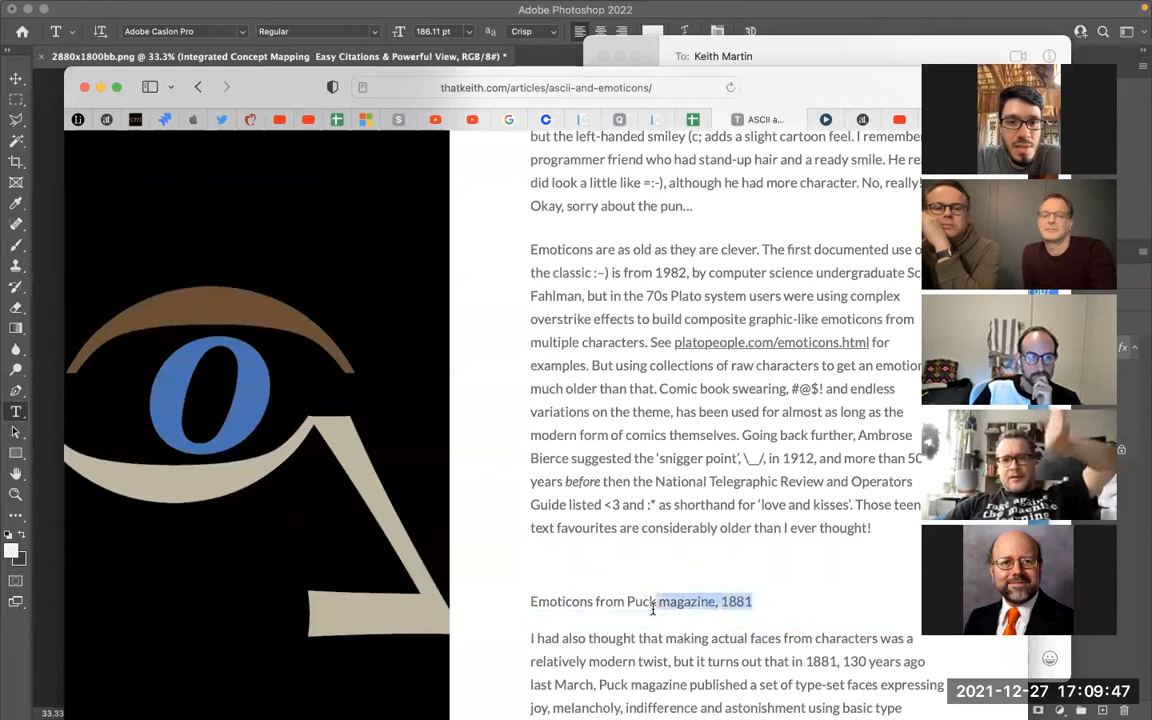 Adobe Photoshop 2022
Adobe Caslon Pro
Regular
186.11 pt
Crisp
3D
2880x1800bb.png @ 33.3% (Integrated Concept Mapping Easy Citations & Powerful View, RGB/8#) *
To: Keith Martin
thatkeith.com/articles/ascii-and-emoticons/
ASCII a...
but the left-handed smiley (c; adds a slight cartoon feel. I remember
programmer friend who had stand-up hair and a ready smile. He re
did look a little like =:-), although he had more character. No, really!
Okay, sorry about the pun...
Emoticons are as old as they are clever. The first documented use o
the classic :–) is from 1982, by computer science undergraduate Sc
Fahlman, but in the 70s Plato system users were using complex
overstrike effects to build composite graphic-like emoticons from
multiple characters. See platopeople.com/emoticons.html for
examples. But using collections of raw characters to get an emotion
much older than that. Comic book swearing, #@$! and endless
variations on the theme, has been used for almost as long as the
modern form of comics themselves. Going back further, Ambrose
Bierce suggested the ‘snigger point’, \__/, in 1912, and more than 50
years before then the National Telegraphic Review and Operators
Guide listed <3 and :* as shorthand for ‘love and kisses’. Those teen
text favourites are considerably older than I ever thought!
Emoticons from Puck magazine, 1881
I had also thought that making actual faces from characters was a
relatively modern twist, but it turns out that in 1881, 130 years ago
last March, Puck magazine published a set of type-set faces expressing
joy, melancholy, indifference and astonishment using basic type
rage against the machine learning
33.33
2021-12-27 17:09:47